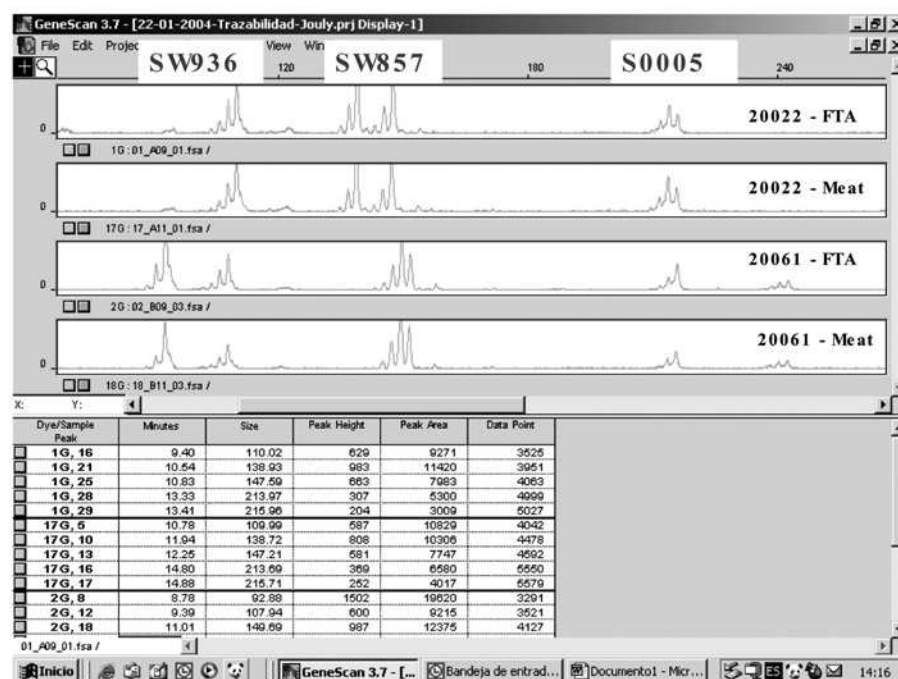 GeneScan 3.7 - [22-01-2004-Trazabilidad-Jouly.prj Display-1]
File Edit Projec View Win
SW936 120 SW857 180 S0005 240
0 20022 - FTA
1G : 01_A09_01.fsa /
0 20022 - Meat
17G : 17_A11_01.fsa /
0 20061 - FTA
2G : 02_B09_03.fsa /
0 20061 - Meat
18G : 18_B11_03.fsa /
X: Y:
Dye/Sample Peak Minutes Size Peak Height Peak Area Data Point
1G, 16 9.40 110.02 629 9271 3525
1G, 21 10.54 138.93 983 11420 3951
1G, 25 10.83 147.59 663 7983 4063
1G, 28 13.33 213.97 307 5300 4999
1G, 29 13.41 215.96 204 3009 5027
17G, 5 10.78 109.99 587 10829 4042
17G, 10 11.94 138.72 808 10306 4478
17G, 13 12.25 147.21 581 7747 4592
17G, 16 14.80 213.69 369 6580 5550
17G, 17 14.88 215.71 252 4017 5579
2G, 8 8.78 92.88 1502 19620 3291
2G, 12 9.39 107.94 600 9215 3521
2G, 18 11.01 149.69 987 12375 4127
01_A09_01.fsa /
Inicio GeneScan 3.7 - [... Bandeja de entrad... Documento1 - Micr... ES 14:16